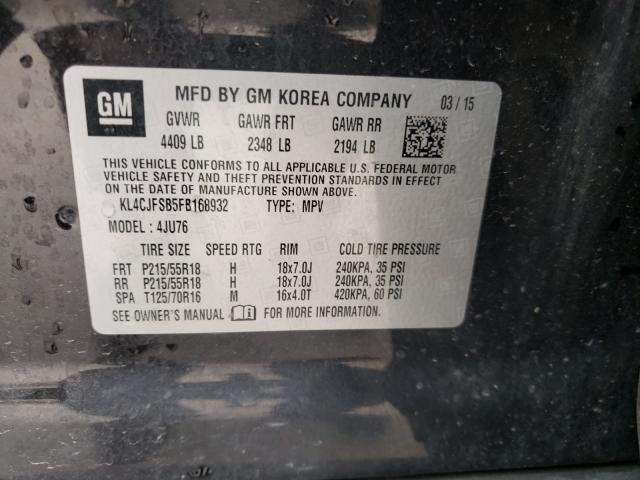 GM MFD BY GM KOREA COMPANY 03 / 15
GVWR GAWR FRT GAWR RR
4409 LB 2348 LB 2194 LB
THIS VEHICLE CONFORMS TO ALL APPLICABLE U.S. FEDERAL MOTOR
VEHICLE SAFETY AND THEFT PREVENTION STANDARDS IN EFFECT
ON THE DATE OF MANUFACTURE SHOWN ABOVE.
KL4CJFSB5FB168932 TYPE: MPV
MODEL : 4JU76
TIRE SIZE SPEED RTG RIM COLD TIRE PRESSURE
FRT P215/55R18 H 18x7.0J 240KPA, 35 PSI
RR P215/55R18 H 18x7.0J 240KPA, 35 PSI
SPA T125/70R16 M 16x4.0T 420KPA, 60 PSI
SEE OWNER'S MANUAL FOR MORE INFORMATION.